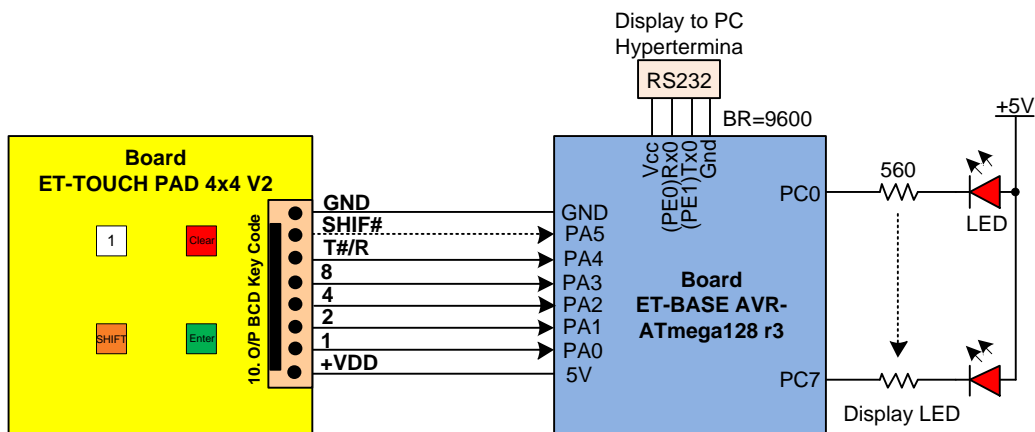 Display to PC
Hypertermina
RS232
BR=9600
+5V
Vcc
(PE0)Rx0
(PE1)Tx0
Gnd
Board
ET-TOUCH PAD 4x4 V2
1
Clear
SHIFT
Enter
10. O/P BCD Key Code
GND
SHIF#
T#/R
8
4
2
1
+VDD
GND
PA5
PA4
PA3
PA2
PA1
PA0
5V
Board
ET-BASE AVR-
ATmega128 r3
PC0
PC7
560
LED
Display LED